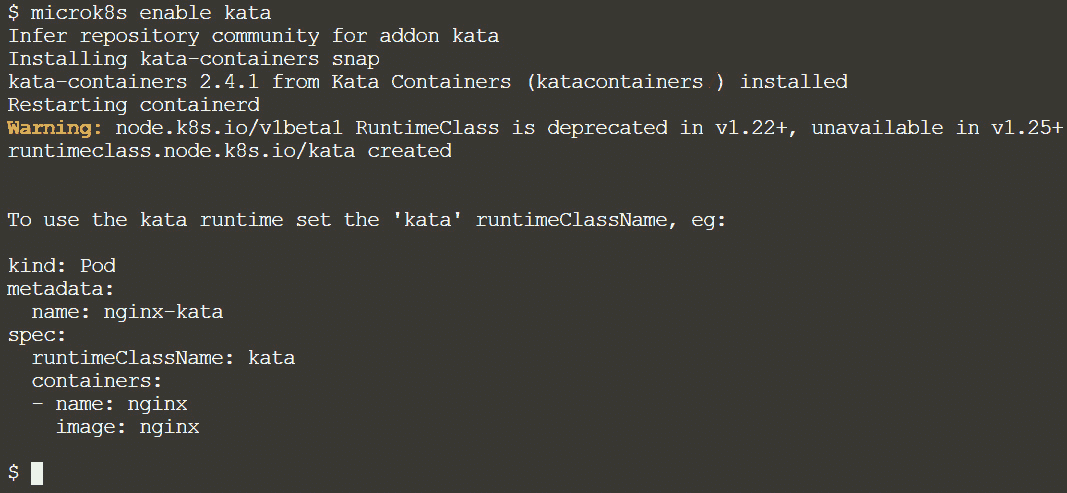 $ microk8s enable kata
Infer repository community for addon kata
Installing kata-containers snap
kata-containers 2.4.1 from Kata Containers (katacontainers ) installed
Restarting containerd
Warning: node.k8s.io/v1beta1 RuntimeClass is deprecated in v1.22+, unavailable in v1.25+
runtimeclass.node.k8s.io/kata created
To use the kata runtime set the 'kata' runtimeClassName, eg:
kind: Pod
metadata:
  name: nginx-kata
spec:
  runtimeClassName: kata
  containers:
  - name: nginx
    image: nginx
$